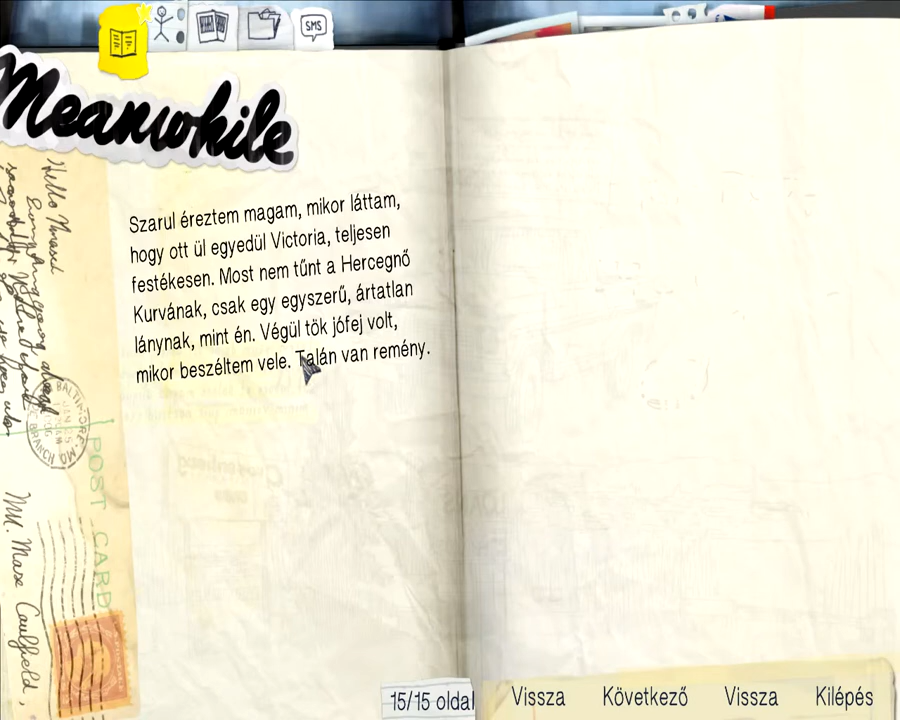 SMS
Meanwhile
Szarul éreztem magam, mikor láttam,
hogy ott ül egyedül Victoria, teljesen
festékesen. Most nem tűnt a Hercegnő
Kurvának, csak egy egyszerű, ártatlan
lánynak, mint én. Végül tök jófej volt,
mikor beszéltem vele. Talán van remény.
POST CARD
15/15 oldal
Vissza
Következő
Vissza
Kilépés